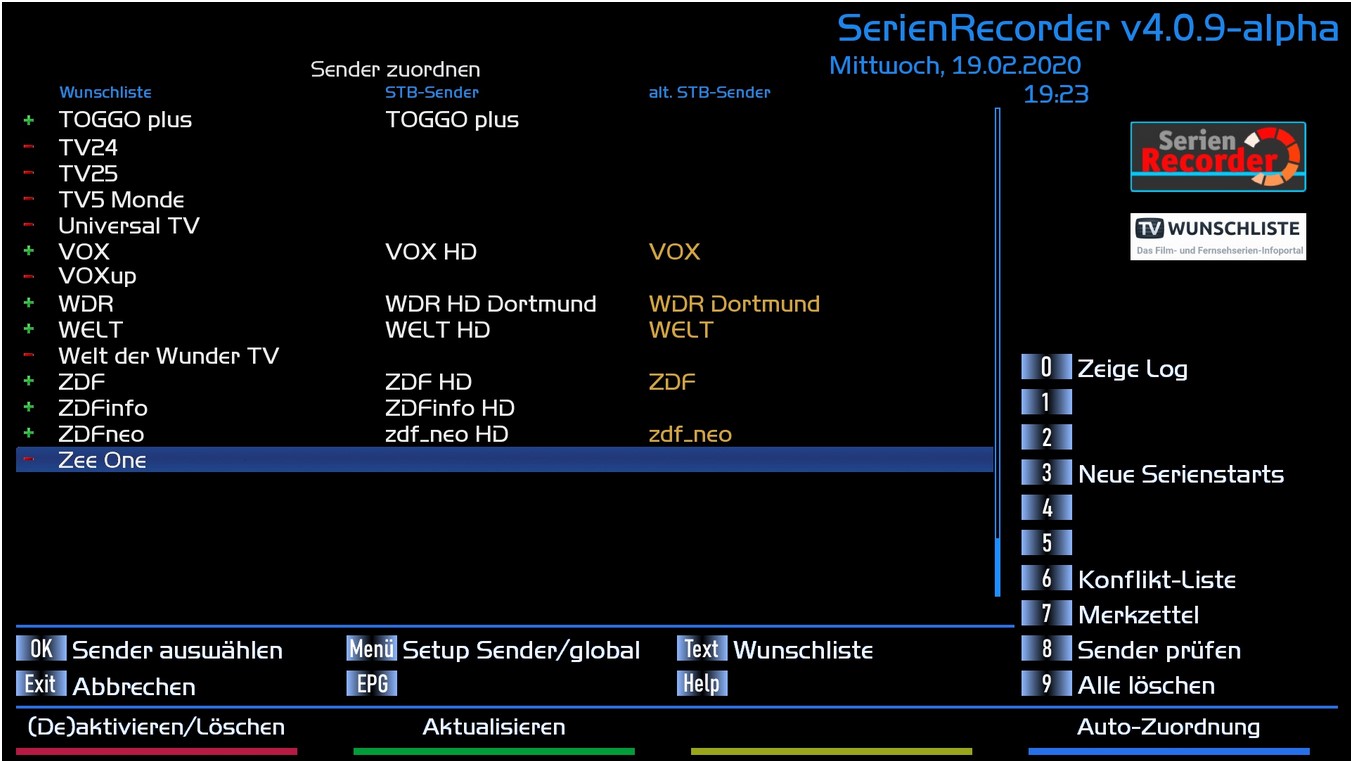 SerienRecorder v4.0.9-alpha
Sender zuordnen
Mittwoch, 19.02.2020
Wunschliste STB-Sender alt. STB-Sender
19:23
+ TOGGO plus TOGGO plus
- TV24
- TV25
- TV5 Monde
- Universal TV
+ VOX VOX HD VOX
- VOXup
+ WDR WDR HD Dortmund WDR Dortmund
+ WELT WELT HD WELT
- Welt der Wunder TV
+ ZDF ZDF HD ZDF
+ ZDFinfo ZDFinfo HD
+ ZDFneo zdf_neo HD zdf_neo
- Zee One
Serien
Recorder
TV WUNSCHLISTE
Das Film- und Fernsehserien-Infoportal
0 Zeige Log
1
2
3 Neue Serienstarts
4
5
6 Konflikt-Liste
7 Merkzettel
8 Sender prüfen
9 Alle löschen
OK Sender auswählen Menü Setup Sender/global Text Wunschliste
Exit Abbrechen EPG Help
(De)aktivieren/Löschen Aktualisieren Auto-Zuordnung